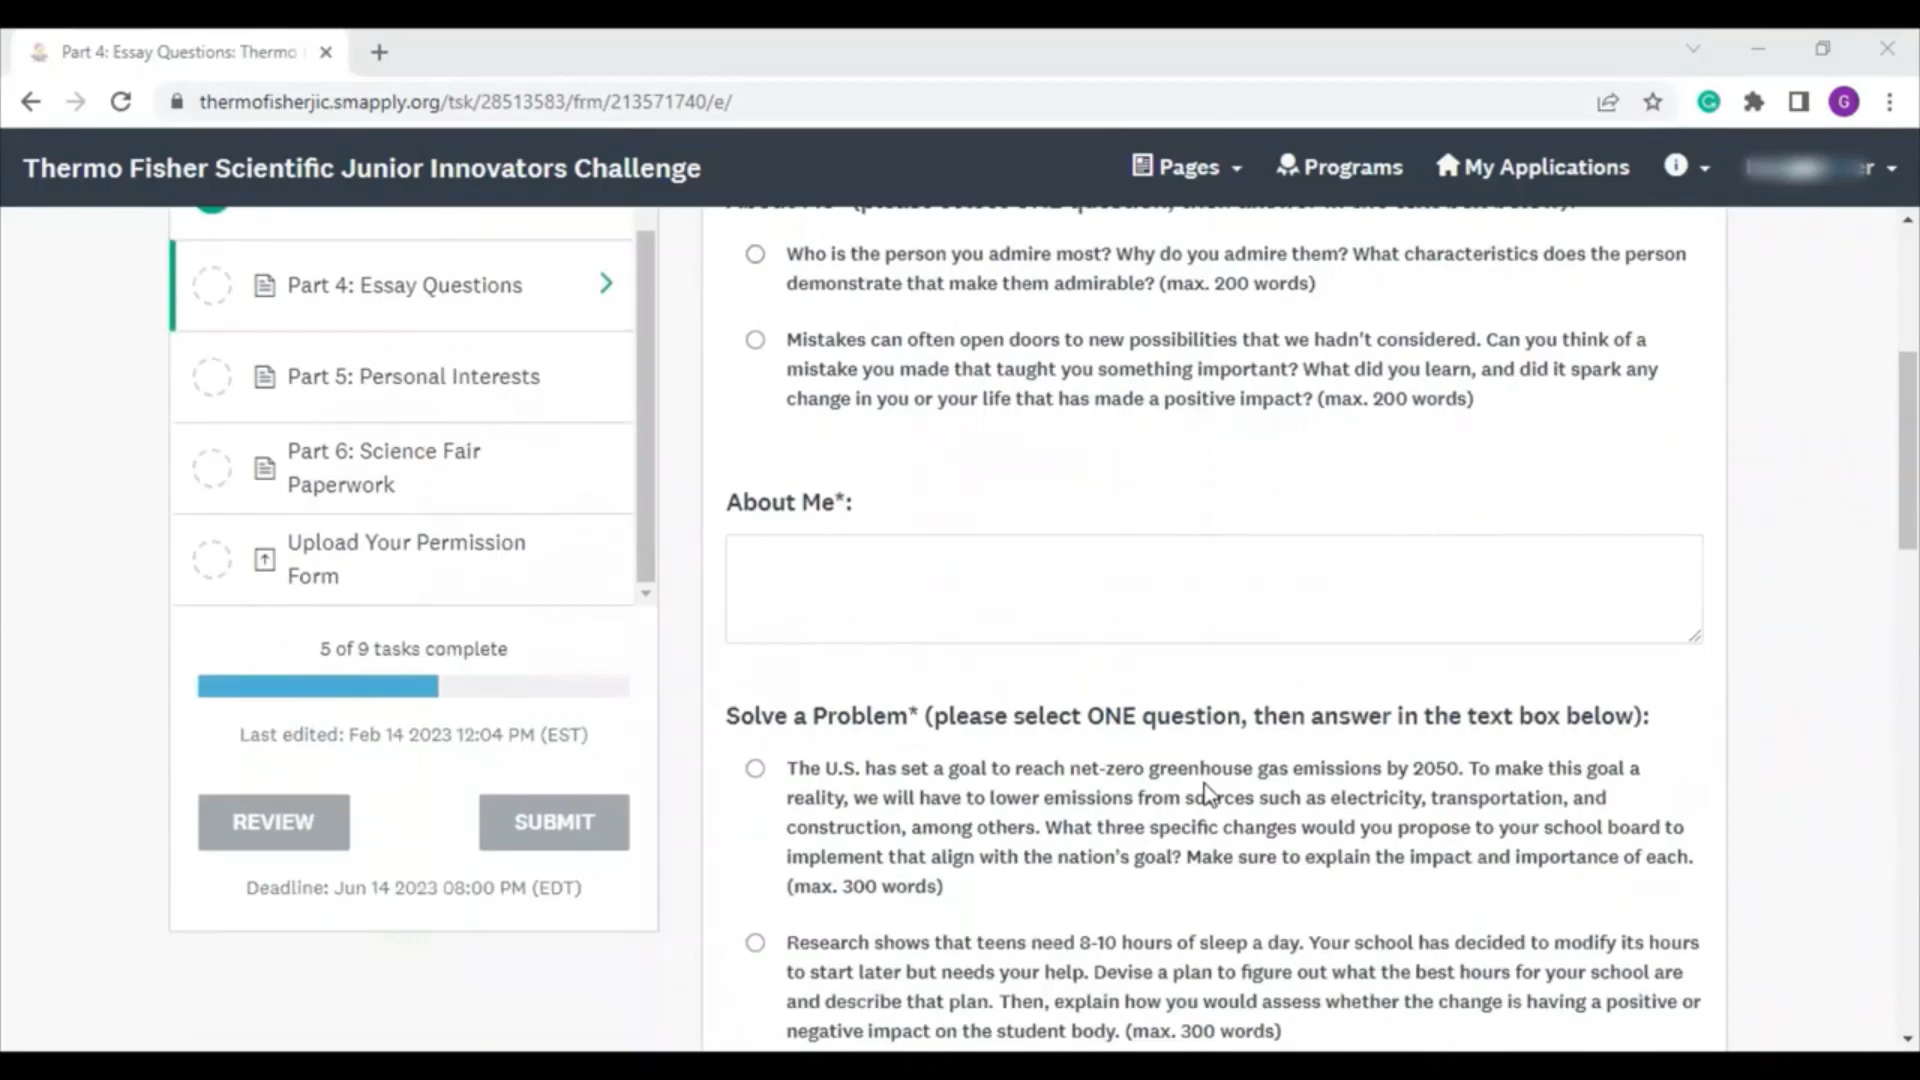 Part 4: Essay Questions: Thermo
thermofisherjic.smapply.org/tsk/28513583/frm/213571740/e/
G
Thermo Fisher Scientific Junior Innovators Challenge
Pages
Programs
My Applications
Part 4: Essay Questions
Part 5: Personal Interests
Part 6: Science Fair
Paperwork
Upload Your Permission
Form
5 of 9 tasks complete
Last edited: Feb 14 2023 12:04 PM (EST)
REVIEW
SUBMIT
Deadline: Jun 14 2023 08:00 PM (EDT)
Who is the person you admire most? Why do you admire them? What characteristics does the person
demonstrate that make them admirable? (max. 200 words)
Mistakes can often open doors to new possibilities that we hadn't considered. Can you think of a
mistake you made that taught you something important? What did you learn, and did it spark any
change in you or your life that has made a positive impact? (max. 200 words)
About Me*:
Solve a Problem* (please select ONE question, then answer in the text box below):
The U.S. has set a goal to reach net-zero greenhouse gas emissions by 2050. To make this goal a
reality, we will have to lower emissions from sources such as electricity, transportation, and
construction, among others. What three specific changes would you propose to your school board to
implement that align with the nation's goal? Make sure to explain the impact and importance of each.
(max. 300 words)
Research shows that teens need 8-10 hours of sleep a day. Your school has decided to modify its hours
to start later but needs your help. Devise a plan to figure out what the best hours for your school are
and describe that plan. Then, explain how you would assess whether the change is having a positive or
negative impact on the student body. (max. 300 words)